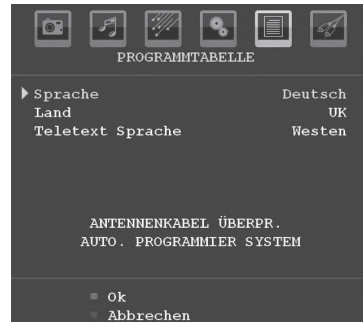 PROGRAMMTABELLE
Sprache Deutsch
Land UK
Teletext Sprache Westen
ANTENNENKABEL ÜBERPR.
AUTO. PROGRAMMIER SYSTEM
Ok
Abbrechen